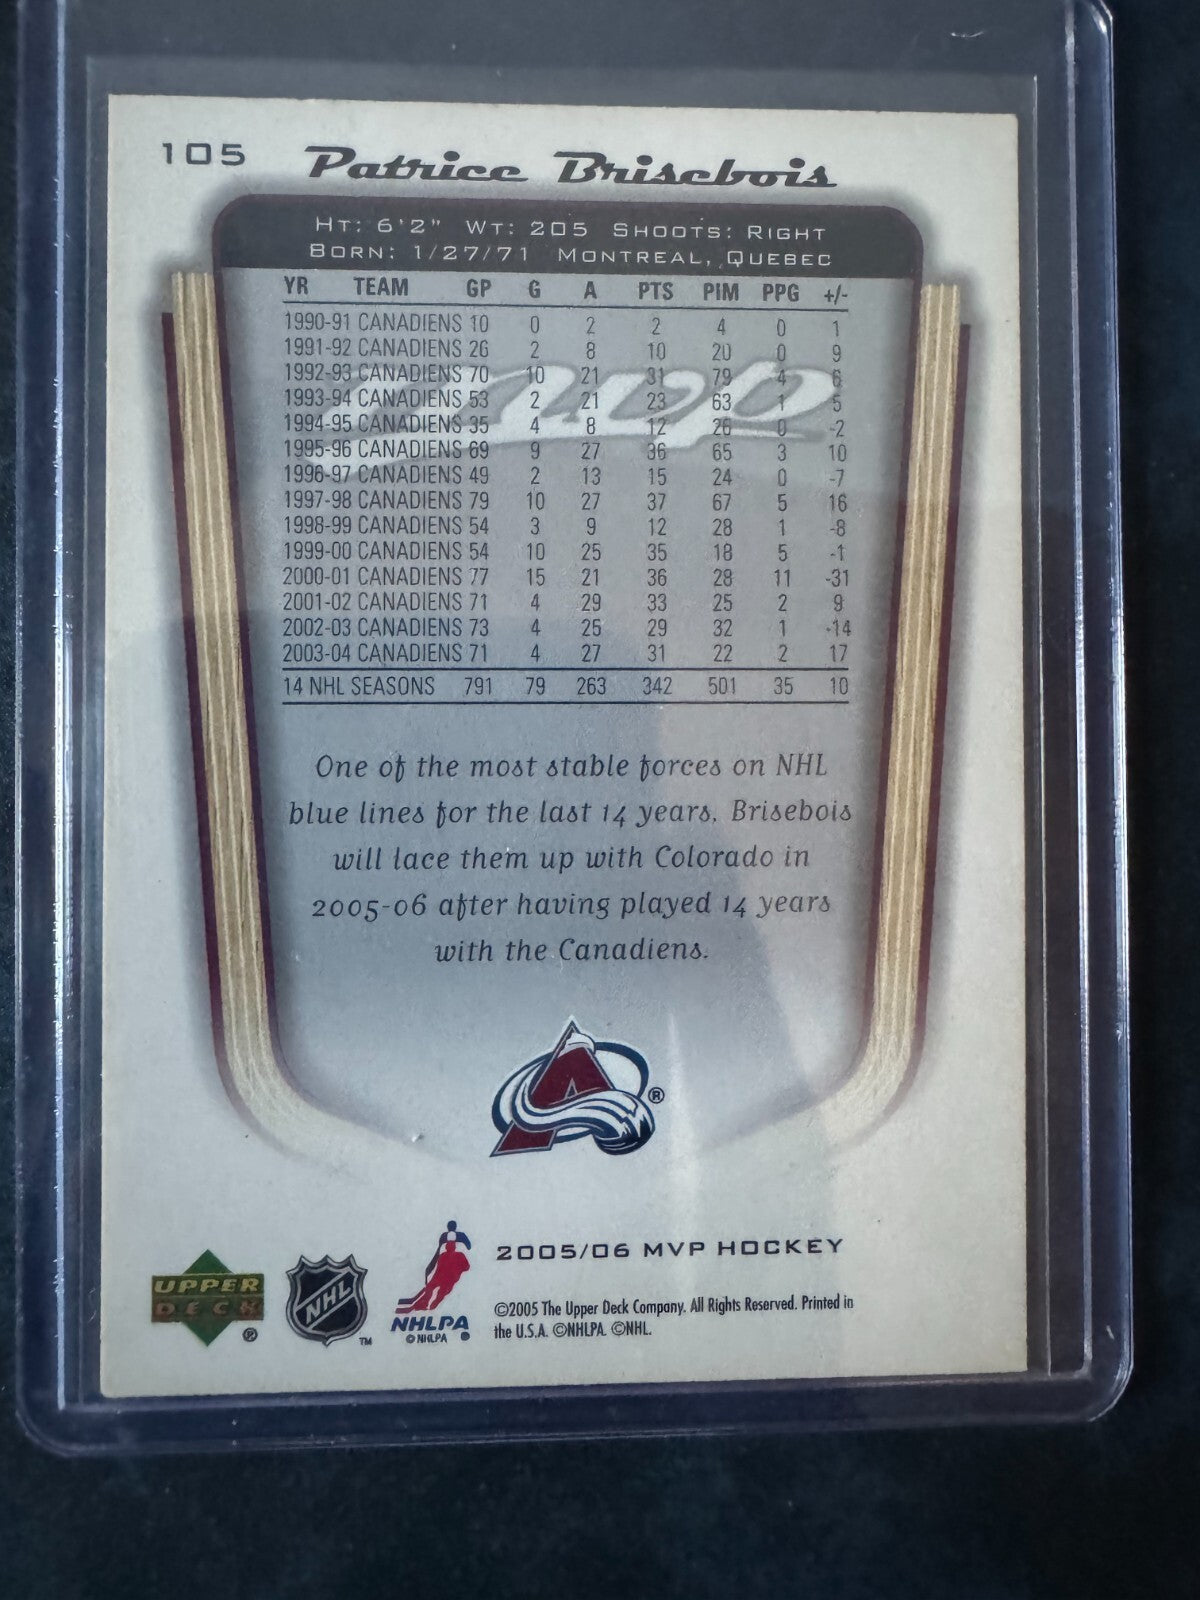 105 Patrice Brisebois
HT: 6'2" WT: 205 SHOOTS: RIGHT
BORN: 1/27/71 MONTREAL, QUEBEC
YR TEAM GP G A PTS PIM PPG +/-
1990-91 CANADIENS 10 0 2 2 4 0 1
1991-92 CANADIENS 26 2 8 10 20 0 9
1992-93 CANADIENS 70 10 21 31 79 4 6
1993-94 CANADIENS 53 2 21 23 63 1 5
1994-95 CANADIENS 35 4 8 12 26 0 -2
1995-96 CANADIENS 69 9 27 36 65 3 10
1996-97 CANADIENS 49 2 13 15 24 0 -7
1997-98 CANADIENS 79 10 27 37 67 5 16
1998-99 CANADIENS 54 3 9 12 28 1 -8
1999-00 CANADIENS 54 10 25 35 18 5 -1
2000-01 CANADIENS 77 15 21 36 28 11 -31
2001-02 CANADIENS 71 4 29 33 25 2 9
2002-03 CANADIENS 73 4 25 29 32 1 -14
2003-04 CANADIENS 71 4 27 31 22 2 17
14 NHL SEASONS 791 79 263 342 501 35 10
mvp
One of the most stable forces on NHL
blue lines for the last 14 years, Brisebois
will lace them up with Colorado in
2005-06 after having played 14 years
with the Canadiens.
A ®
2005/06 MVP HOCKEY
UPPER
DECK ®
NHL TM
NHLPA
© NHLPA ®
©2005 The Upper Deck Company. All Rights Reserved. Printed in
the U.S.A. ©NHLPA. ©NHL.